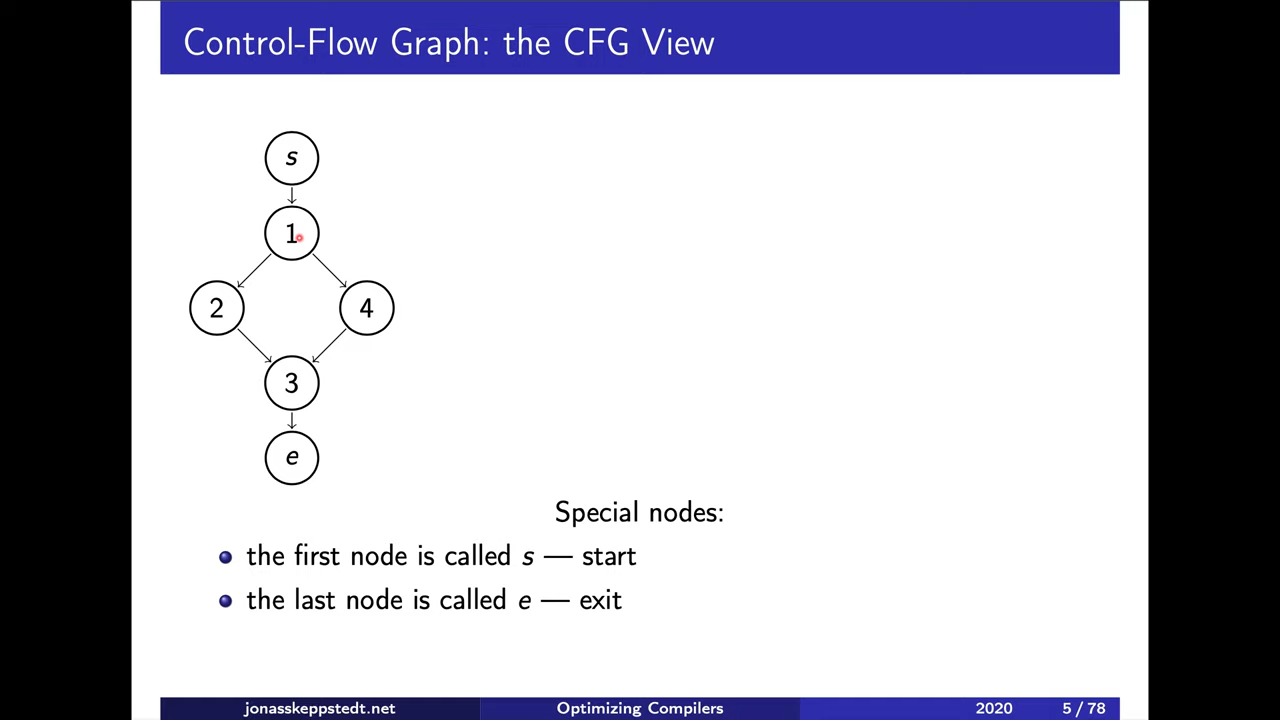 Control-Flow Graph: the CFG View
s
1
2 4
3
e
Special nodes:
the first node is called s — start
the last node is called e — exit
jonasskeppstedt.net Optimizing Compilers 2020 5 / 78